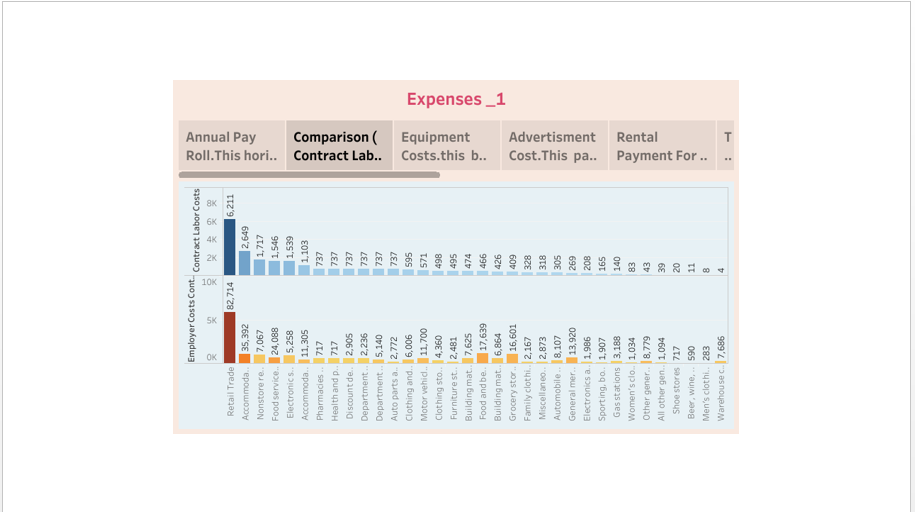 Expenses _1
Annual Pay
Roll.This hori..
Comparison (
Contract Lab..
Equipment
Costs.this b..
Advertisment
Cost.This pa..
Rental
Payment For ..
T
..
Contract Labor Costs
8K
6K
4K
2K
6,211
2,649
1,717
1,546
1,539
1,103
737
737
737
737
737
737
595
571
498
495
474
466
426
409
328
318
305
269
208
165
140
83
43
39
20
11
8
4
Employer Costs Cont..
10K
5K
0K
82,714
35,392
7,067
24,088
5,258
11,305
717
717
2,905
2,236
5,140
2,772
6,006
11,700
4,360
2,481
7,625
17,639
6,864
16,601
2,167
2,873
8,107
13,920
1,986
1,907
3,188
1,034
8,779
1,094
717
590
283
7,686
Retail Trade
Accommoda..
Nonstore re..
Food service..
Electronic s..
Accommoda..
Pharmacies ..
Health and p..
Discount de..
Department ..
Department ..
Auto parts a..
Clothing and..
Motor vehicl..
Clothing sto..
Furniture st..
Building mat..
Food and be..
Building mat..
Grocery stor..
Family clothi..
Miscellaneo..
Automobile ..
General mer..
Electronics a..
Sporting, bo..
Gas stations
Women's clo..
Other gener..
All other gen..
Shoe stores
Beer, wine, ..
Men's clothi..
Warehouse c..